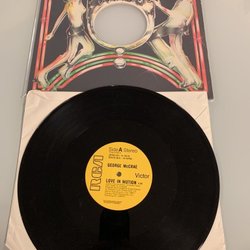 Side A Stereo
GEORGE McCRAE
RCA
Victor
LOVE IN MOTION